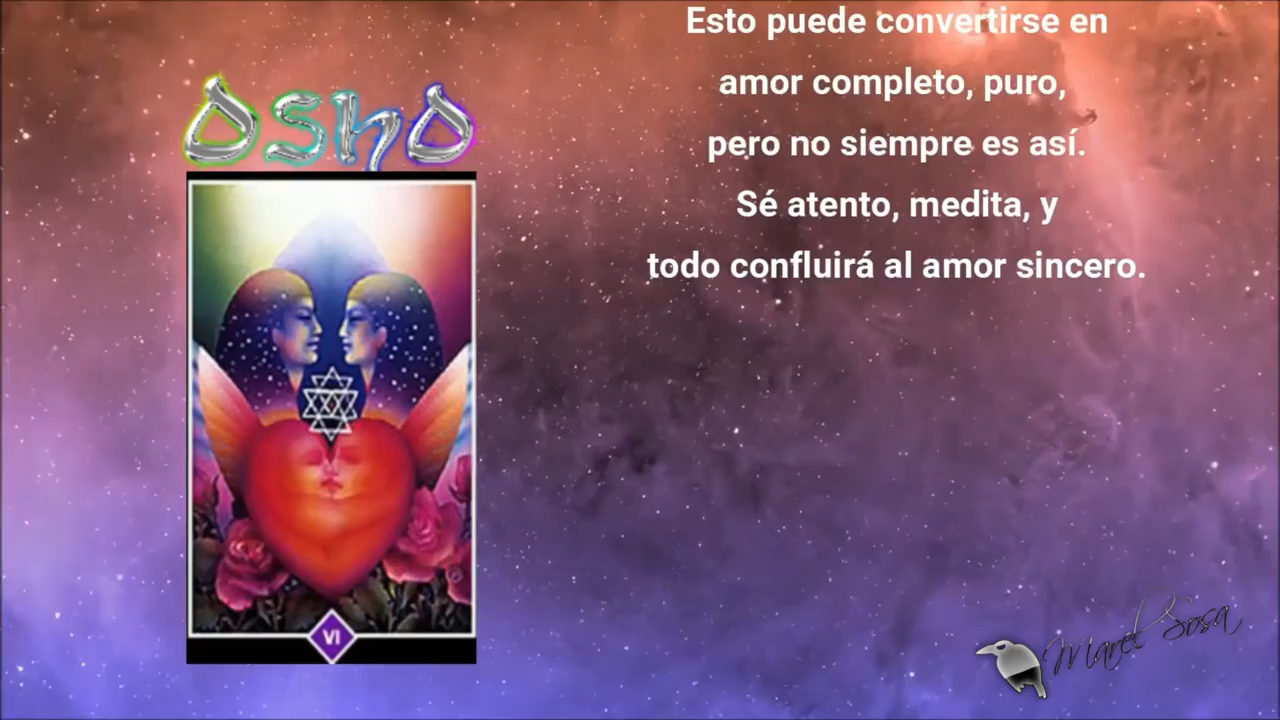 Osho
Esto puede convertirse en
amor completo, puro,
pero no siempre es así.
Sé atento, medita, y
todo confluirá al amor sincero.
VI
Marel Sosa